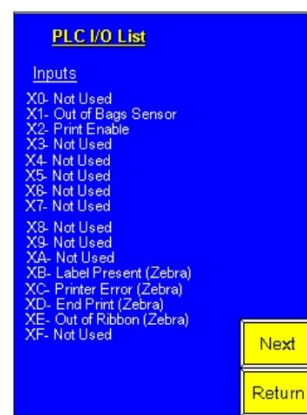 PLC I/O List
Inputs
X0- Not Used
X1- Out of Bags Sensor
X2- Print Enable
X3- Not Used
X4- Not Used
X5- Not Used
X6- Not Used
X7- Not Used
X8- Not Used
X9- Not Used
XA- Not Used
XB- Label Present (Zebra)
XC- Printer Error (Zebra)
XD- End Print (Zebra)
XE- Out of Ribbon (Zebra)
XF- Not Used
Next
Return